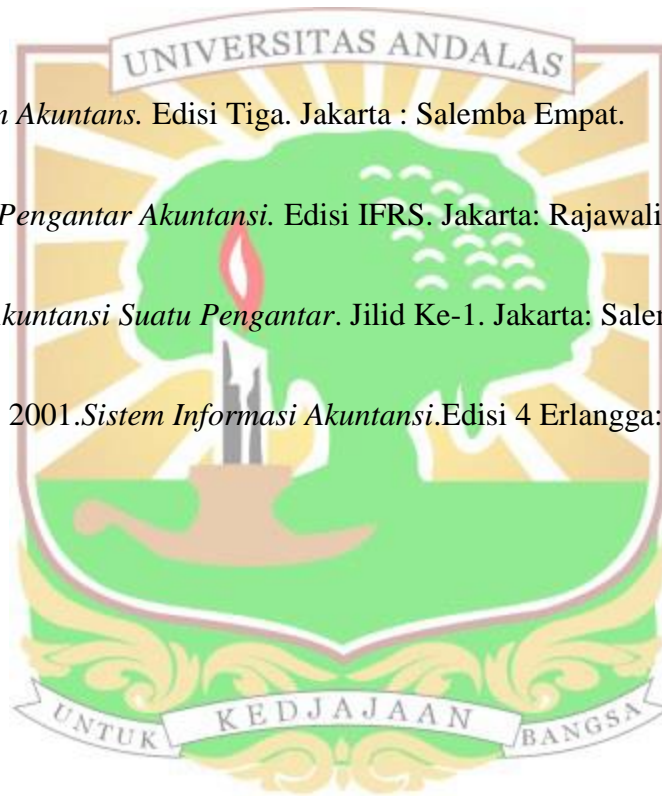 UNIVERSITAS ANDALAS
Akuntans. Edisi Tiga. Jakarta : Salemba Empat.
Pengantar Akuntansi. Edisi IFRS. Jakarta: Rajawali
kuntansi Suatu Pengantar. Jilid Ke-1. Jakarta: Saler
2001.Sistem Informasi Akuntansi.Edisi 4 Erlangga:
UNTUK KEDJAJAAN BANGSA